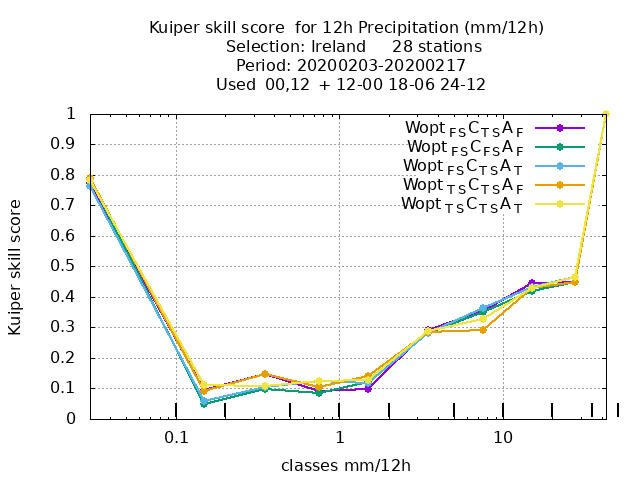 Kuiper skill score  for 12h Precipitation (mm/12h)
Selection: Ireland     28 stations
Period: 20200203-20200217
Used  00,12  + 12-00 18-06 24-12
Wopt FS C TS A F
Wopt FS C FS A F
Wopt FS C TS A T
Wopt TS C TS A F
Wopt TS C TS A T
1
0.9
0.8
0.7
0.6
0.5
0.4
0.3
0.2
0.1
0
Kuiper skill score
0.1 1 10
classes mm/12h